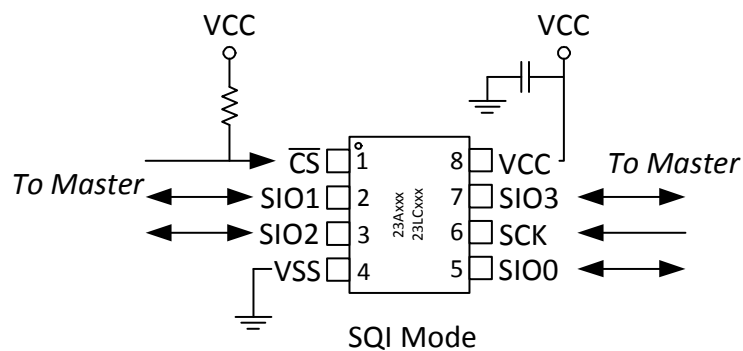 VCC
VCC
To Master
To Master
C̅S̅ 1
8 VCC
SIO1 2
7 SIO3
SIO2 3
6 SCK
VSS 4
5 SIO0
23Axxx
23LCxxx
SQI Mode